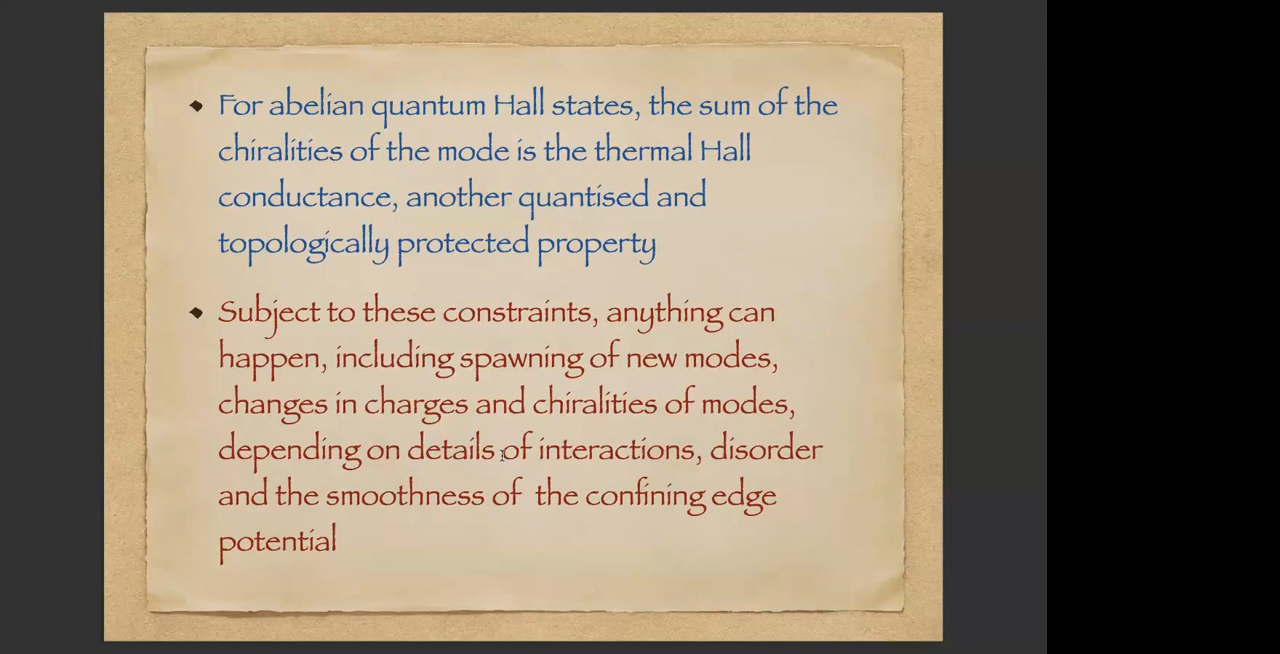 For abelian quantum Hall states, the sum of the
chiralities of the mode is the thermal Hall
conductance, another quantised and
topologically protected property
Subject to these constraints, anything can
happen, including spawning of new modes,
changes in charges and chiralities of modes,
depending on details of interactions, disorder
and the smoothness of the confining edge
potential